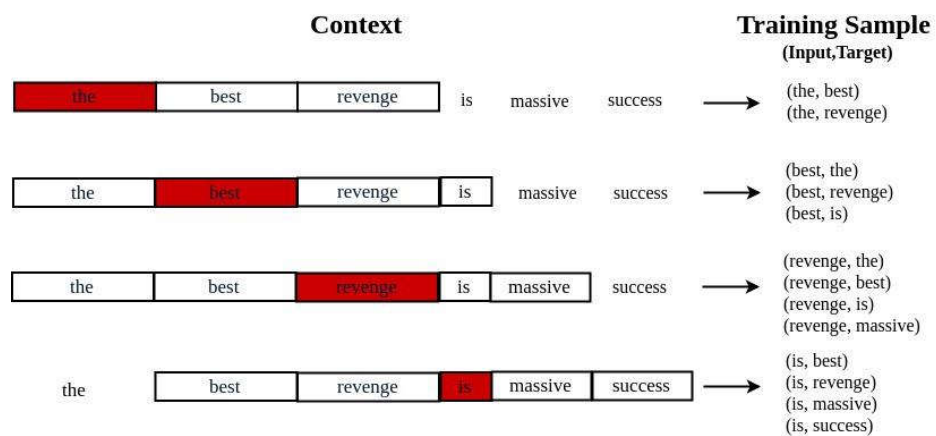 Context
Training Sample
(Input,Target)
the best revenge is massive success
(the, best)
(the, revenge)
the best revenge is massive success
(best, the)
(best, revenge)
(best, is)
the best revenge is massive success
(revenge, the)
(revenge, best)
(revenge, is)
(revenge, massive)
the best revenge is massive success
(is, best)
(is, revenge)
(is, massive)
(is, success)